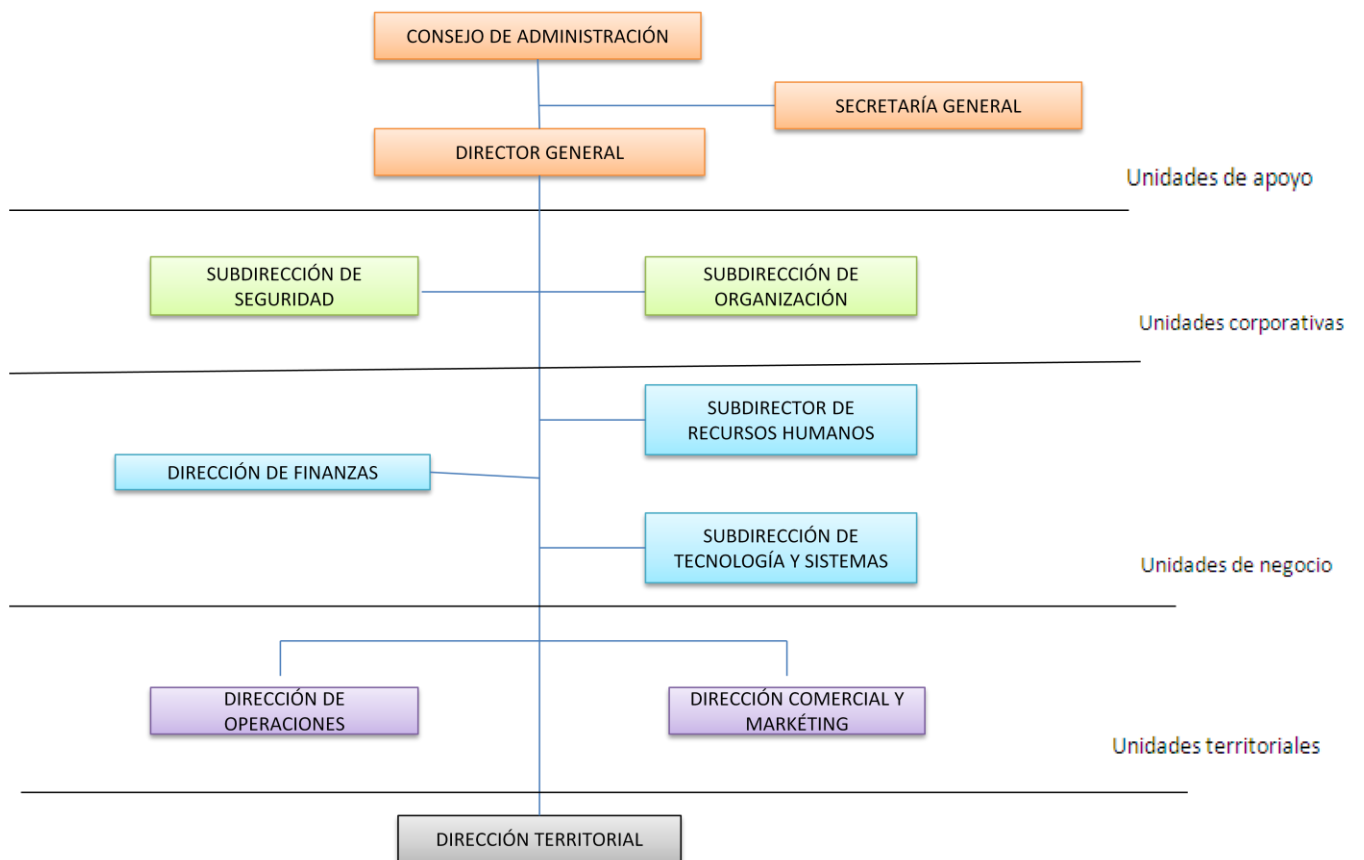 CONSEJO DE ADMINISTRACIÓN
SECRETARÍA GENERAL
DIRECTOR GENERAL
Unidades de apoyo
SUBDIRECCIÓN DE
SEGURIDAD
SUBDIRECCIÓN DE
ORGANIZACIÓN
Unidades corporativas
SUBDIRECTOR DE
RECURSOS HUMANOS
DIRECCIÓN DE FINANZAS
SUBDIRECCIÓN DE
TECNOLOGÍA Y SISTEMAS
Unidades de negocio
DIRECCIÓN DE
OPERACIONES
DIRECCIÓN COMERCIAL Y
MARKÉTING
Unidades territoriales
DIRECCIÓN TERRITORIAL